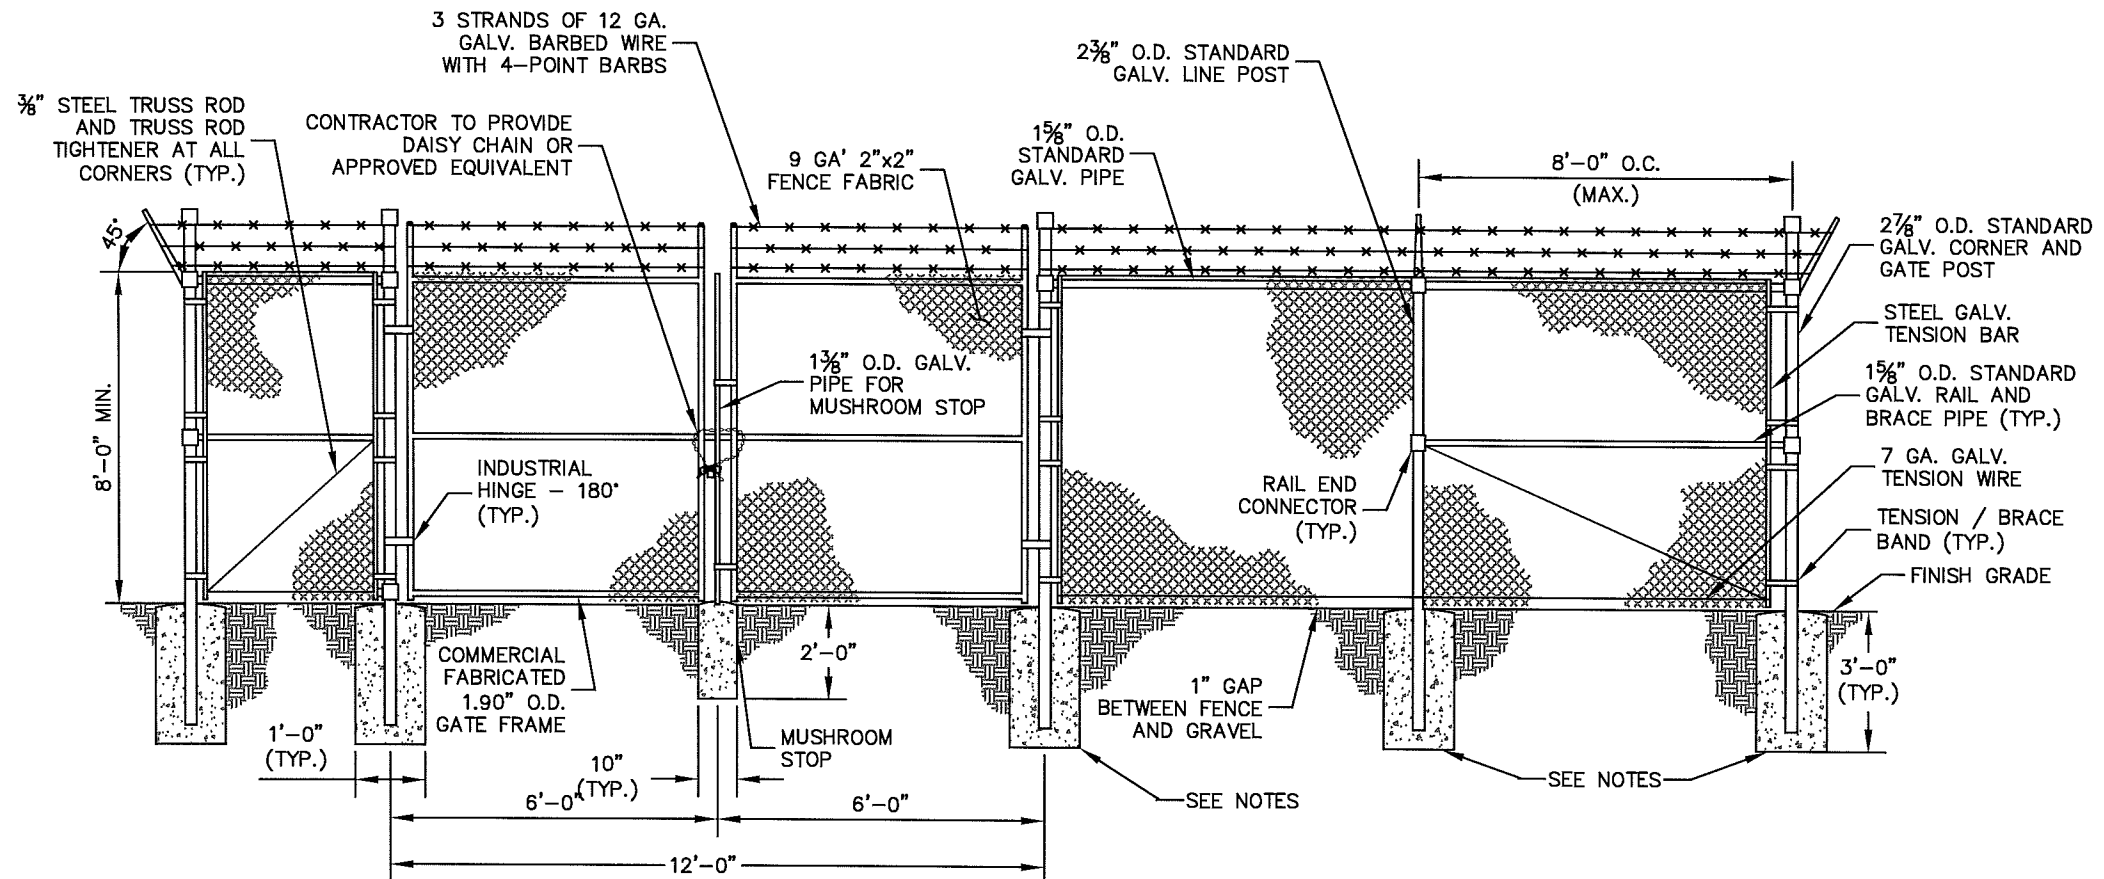 3 STRANDS OF 12 GA.
GALV. BARBED WIRE
WITH 4-POINT BARBS
⅜" STEEL TRUSS ROD
AND TRUSS ROD
TIGHTENER AT ALL
CORNERS (TYP.)
CONTRACTOR TO PROVIDE
DAISY CHAIN OR
APPROVED EQUIVALENT
9 GA' 2"x2"
FENCE FABRIC
1⅝" O.D.
STANDARD
GALV. PIPE
2⅜" O.D. STANDARD
GALV. LINE POST
8'-0" O.C.
(MAX.)
2⅞" O.D. STANDARD
GALV. CORNER AND
GATE POST
STEEL GALV.
TENSION BAR
1⅝" O.D. STANDARD
GALV. RAIL AND
BRACE PIPE (TYP.)
7 GA. GALV.
TENSION WIRE
TENSION / BRACE
BAND (TYP.)
FINISH GRADE
45°
8'-0" MIN.
1⅜" O.D. GALV.
PIPE FOR
MUSHROOM STOP
INDUSTRIAL
HINGE - 180°
(TYP.)
RAIL END
CONNECTOR
(TYP.)
COMMERCIAL
FABRICATED
1.90" O.D.
GATE FRAME
2'-0"
1" GAP
BETWEEN FENCE
AND GRAVEL
3'-0"
(TYP.)
MUSHROOM
STOP
1'-0"
(TYP.)
10"
(TYP.)
6'-0"
6'-0"
12'-0"
SEE NOTES
SEE NOTES